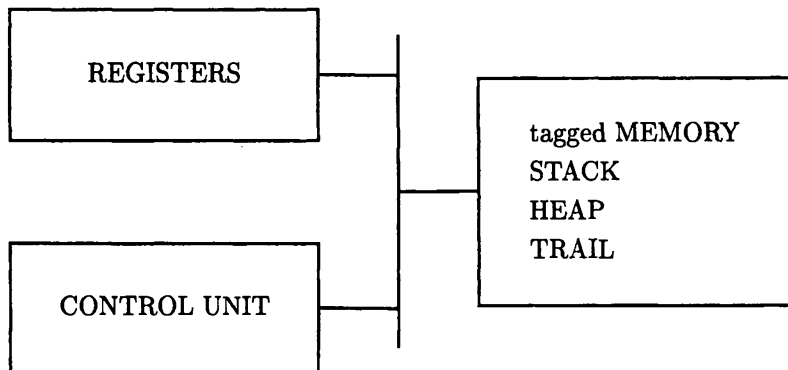 REGISTERS
CONTROL UNIT
tagged MEMORY
STACK
HEAP
TRAIL